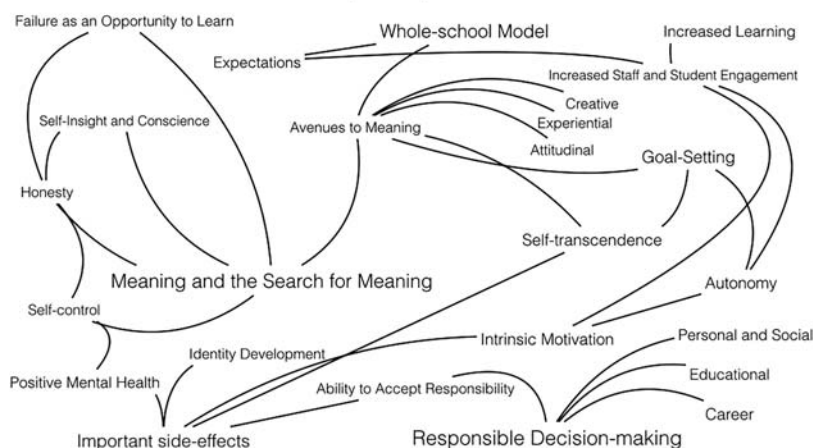 Failure as an Opportunity to Learn
Whole-school Model
Increased Learning
Expectations
Increased Staff and Student Engagement
Creative
Self-Insight and Conscience
Avenues to Meaning
Experiential
Attitudinal
Goal-Setting
Honesty
Self-transcendence
Meaning and the Search for Meaning
Autonomy
Self-control
Intrinsic Motivation
Personal and Social
Identity Development
Positive Mental Health
Ability to Accept Responsibility
Educational
Career
Important side-effects
Responsible Decision-making